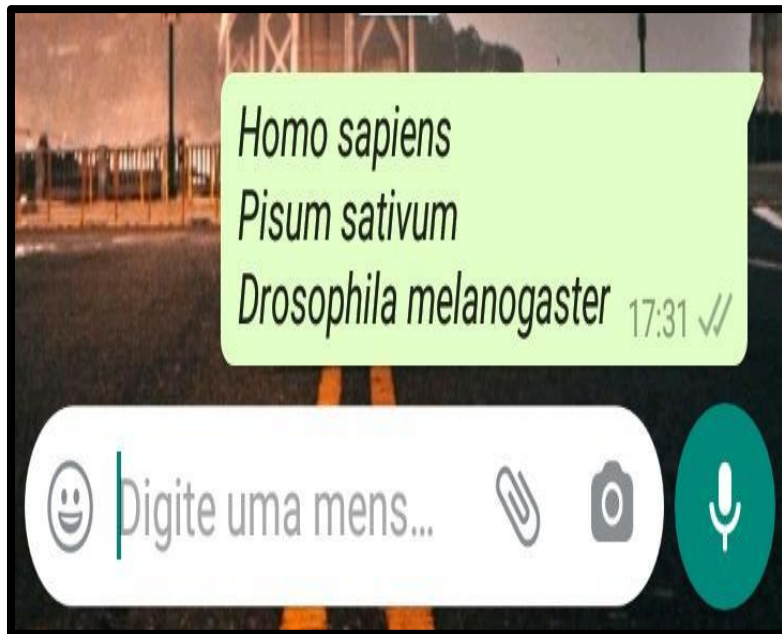 Homo sapiens
Pisum sativum
Drosophila melanogaster 17:31
Digite uma mens...